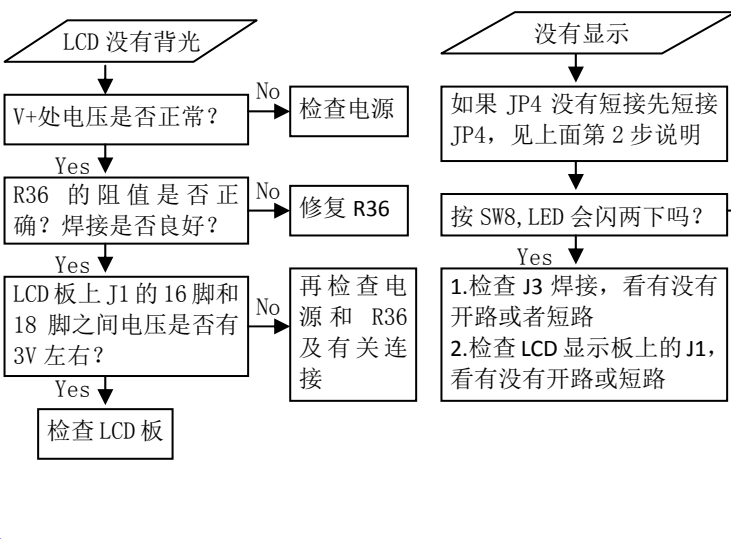 LCD 没有背光
V+处电压是否正常？
No
检查电源
Yes
R36 的阻值是否正
确？焊接是否良好？
No
修复 R36
Yes
LCD板上 J1 的 16 脚和
18 脚之间电压是否有
3V 左右？
No
再检查电
源和 R36
及有关连
接
Yes
检查 LCD 板
没有显示
如果 JP4 没有短接先短接
JP4，见上面第 2 步说明
按 SW8,LED 会闪两下吗？
Yes
1.检查 J3 焊接，看有没有
开路或者短路
2.检查 LCD 显示板上的 J1，
看有没有开路或短路